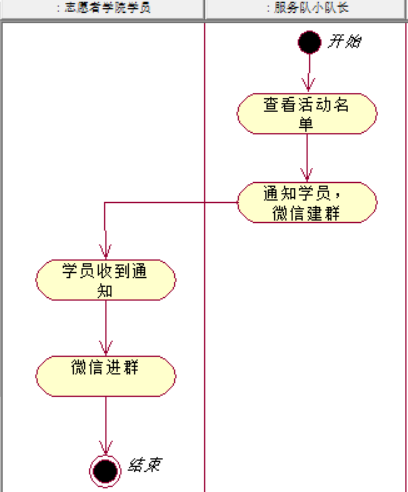 : 志愿者学院学员
: 服务队小队长
开始
查看活动名
单
通知学员，
微信建群
学员收到通
知
微信进群
结束